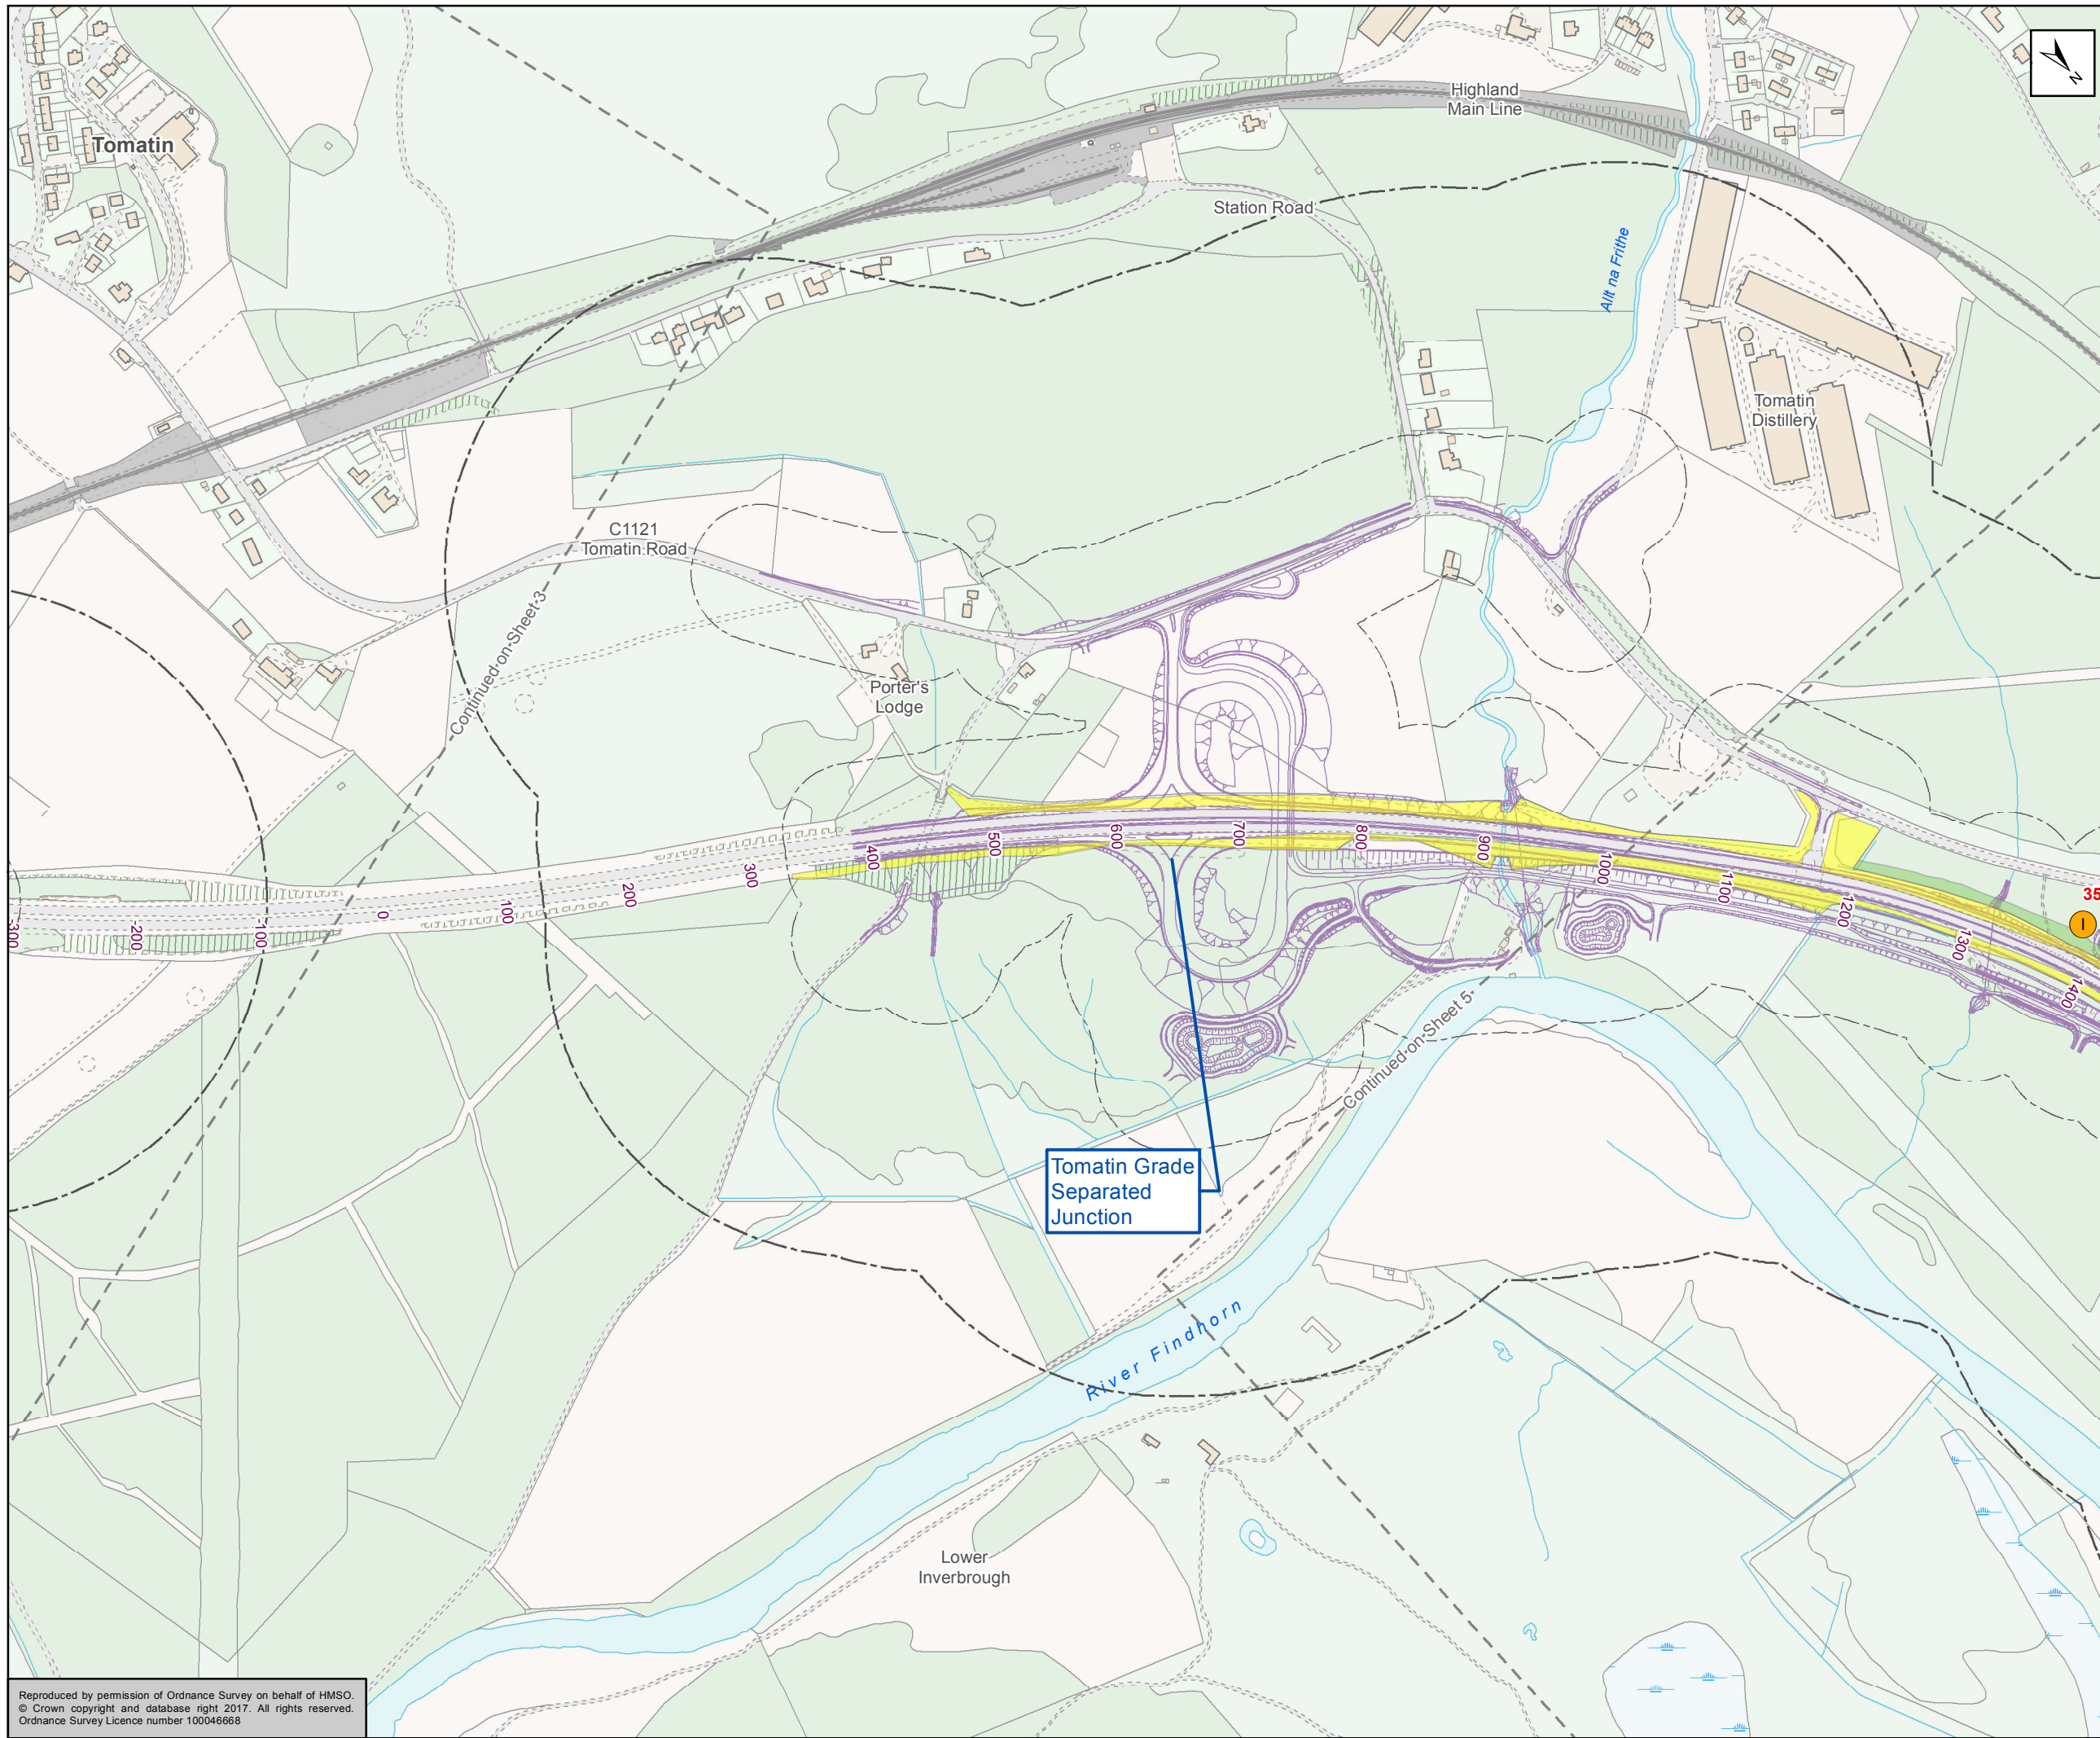 Highland
Main Line
N
Tomatin
Station Road
Allt na Frithe
Tomatin
Distillery
C1121
Tomatin Road
Continued on Sheet 3
Porter's
Lodge
-300
-200
-100
0
100
200
300
400
500
600
700
800
900
1000
1100
1200
1300
1400
35
I
Continued on Sheet 5
Tomatin Grade
Separated
Junction
River Findhorn
Lower
Inverbrough
Reproduced by permission of Ordnance Survey on behalf of HMSO.
© Crown copyright and database right 2017. All rights reserved.
Ordnance Survey Licence number 100046668